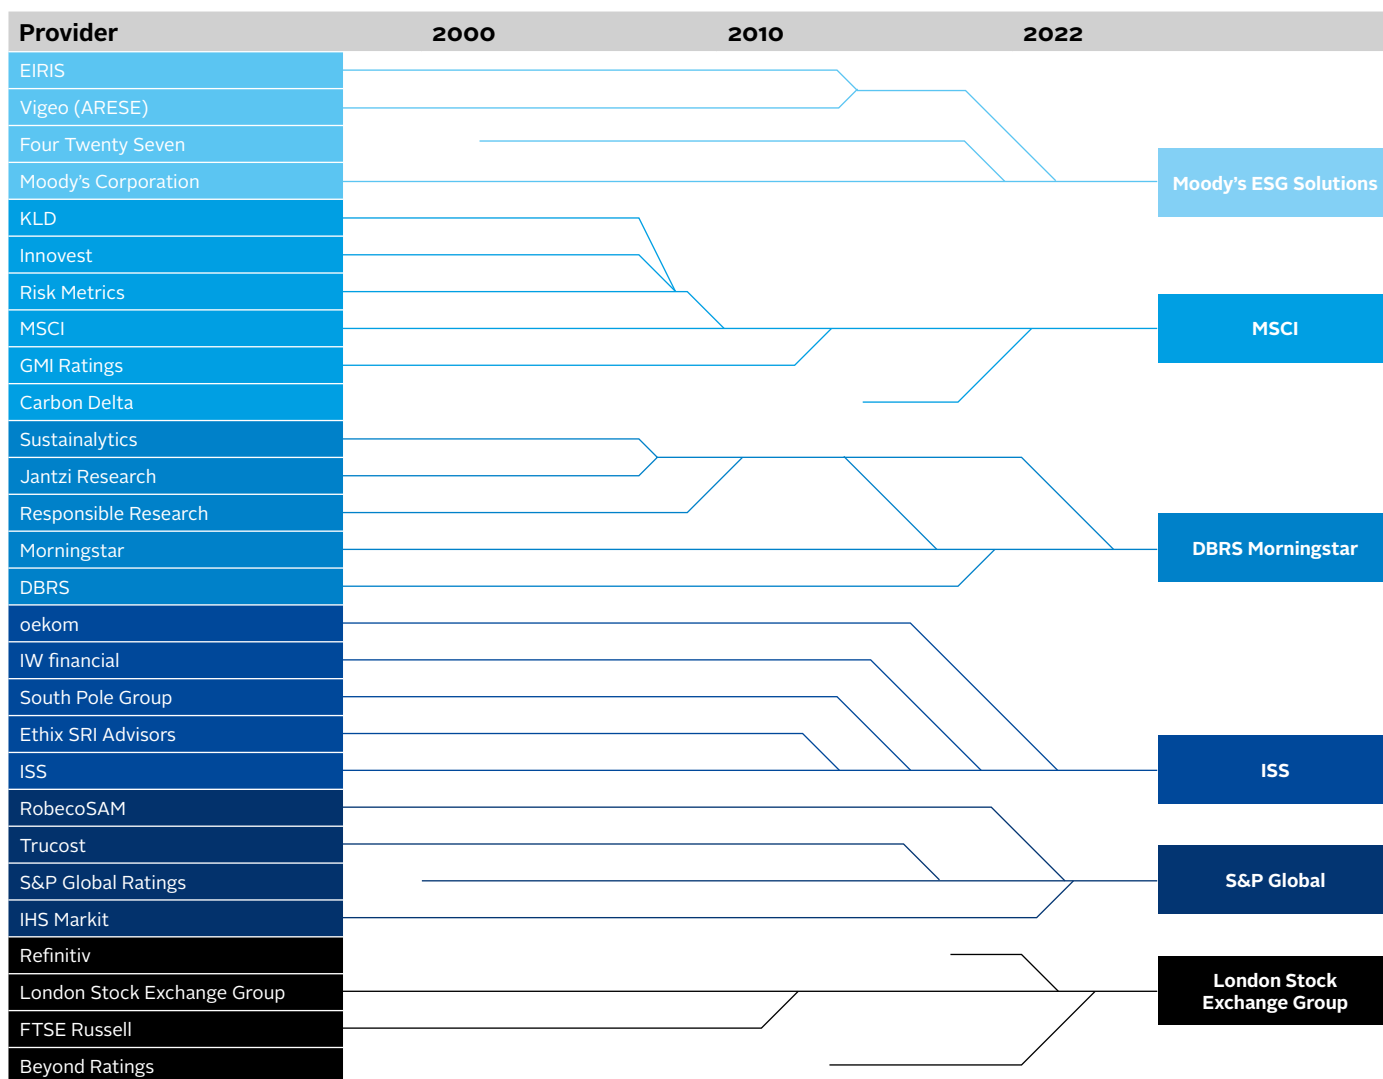 Provider 2000 2010 2022
EIRIS
Vigeo (ARESE)
Four Twenty Seven
Moody's Corporation
Moody's ESG Solutions
KLD
Innovest
Risk Metrics
MSCI
MSCI
GMI Ratings
Carbon Delta
Sustainalytics
Jantzi Research
Responsible Research
Morningstar
DBRS Morningstar
DBRS
oekom
IW financial
South Pole Group
Ethix SRI Advisors
ISS
ISS
RobecoSAM
Trucost
S&P Global Ratings
S&P Global
IHS Markit
Refinitiv
London Stock Exchange Group
London Stock
Exchange Group
FTSE Russell
Beyond Ratings